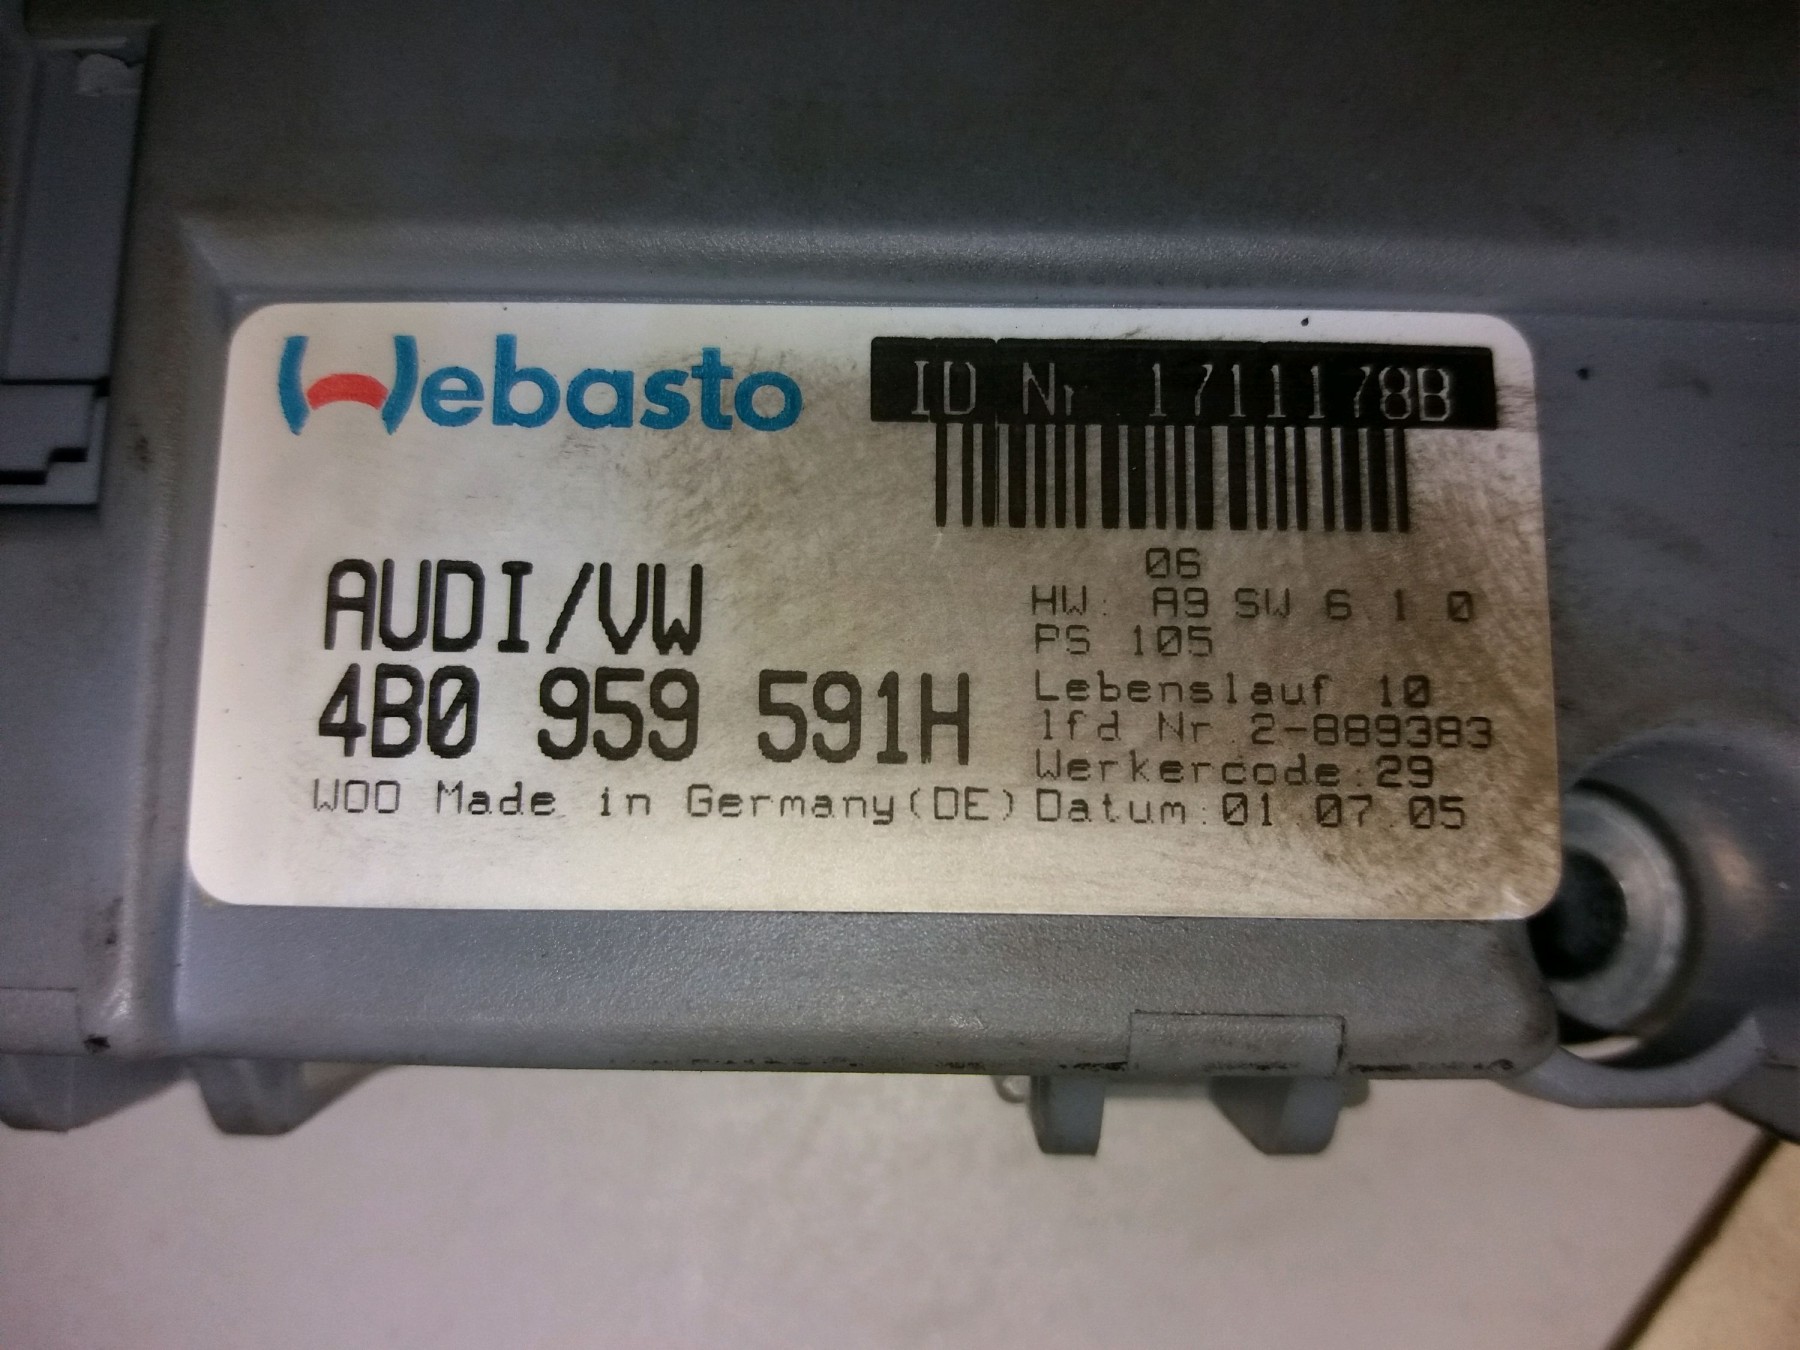 Webasto
ID Nr 1711178B
06
HW: A9 SW 6.1.0
PS 105
AUDI/VW
4B0 959 591H
Lebenslauf 10
lfd Nr.2-889383
Werkercode:29
W00 Made in Germany(DE) Datum:01.07.05